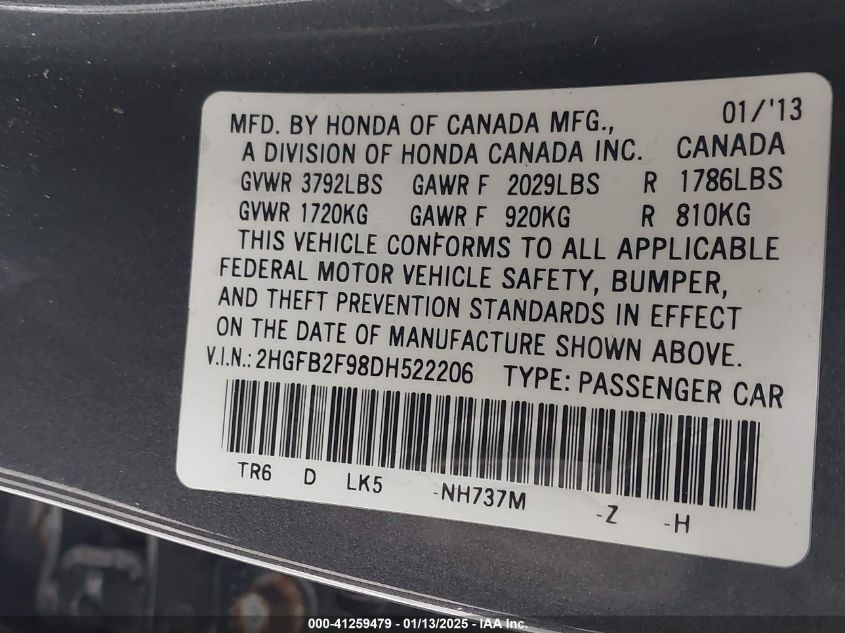 01/'13
MFD. BY HONDA OF CANADA MFG.,
A DIVISION OF HONDA CANADA INC. CANADA
GVWR 3792LBS GAWR F 2029LBS R 1786LBS
GVWR 1720KG GAWR F 920KG R 810KG
THIS VEHICLE CONFORMS TO ALL APPLICABLE
FEDERAL MOTOR VEHICLE SAFETY, BUMPER,
AND THEFT PREVENTION STANDARDS IN EFFECT
ON THE DATE OF MANUFACTURE SHOWN ABOVE.
V.I.N.: 2HGFB2F98DH522206 TYPE: PASSENGER CAR
TR6 D LK5 -NH737M -Z -H
000-41259479 - 01/13/2025 - IAA Inc.